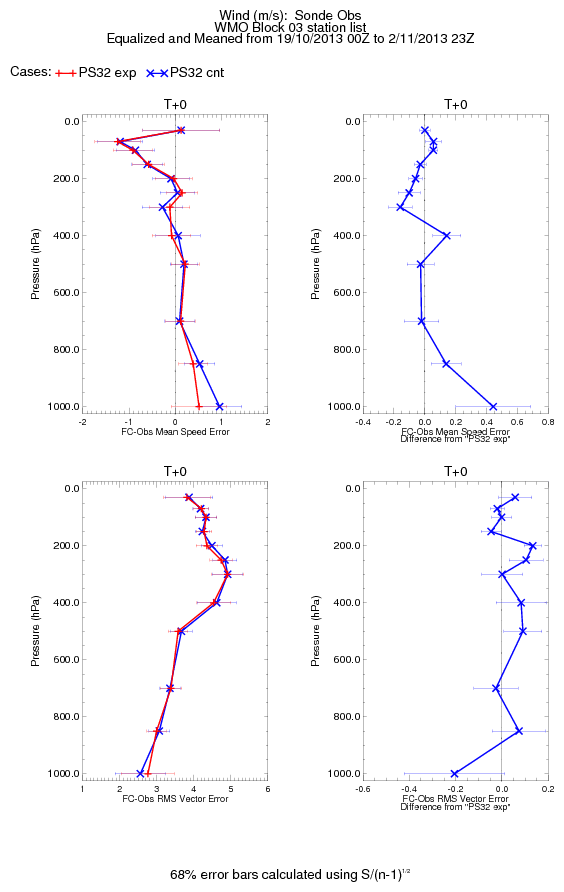 Wind (m/s): Sonde Obs
WMO Block 03 station list
Equalized and Meaned from 19/10/2013 00Z to 2/11/2013 23Z
Cases: PS32 exp PS32 cnt
T+0
0.0
200.0
400.0
600.0
800.0
1000.0
Pressure (hPa)
-2 -1 0 1 2
FC-Obs Mean Speed Error
T+0
0.0
200.0
400.0
600.0
800.0
1000.0
Pressure (hPa)
-0.4 -0.2 0.0 0.2 0.4 0.6 0.8
FC-Obs Mean Speed Error
Difference from "PS32 exp"
T+0
0.0
200.0
400.0
600.0
800.0
1000.0
Pressure (hPa)
1 2 3 4 5 6
FC-Obs RMS Vector Error
T+0
0.0
200.0
400.0
600.0
800.0
1000.0
Pressure (hPa)
-0.6 -0.4 -0.2 0.0 0.2
FC-Obs RMS Vector Error
Difference from "PS32 exp"
68% error bars calculated using S/(n-1)^1/2